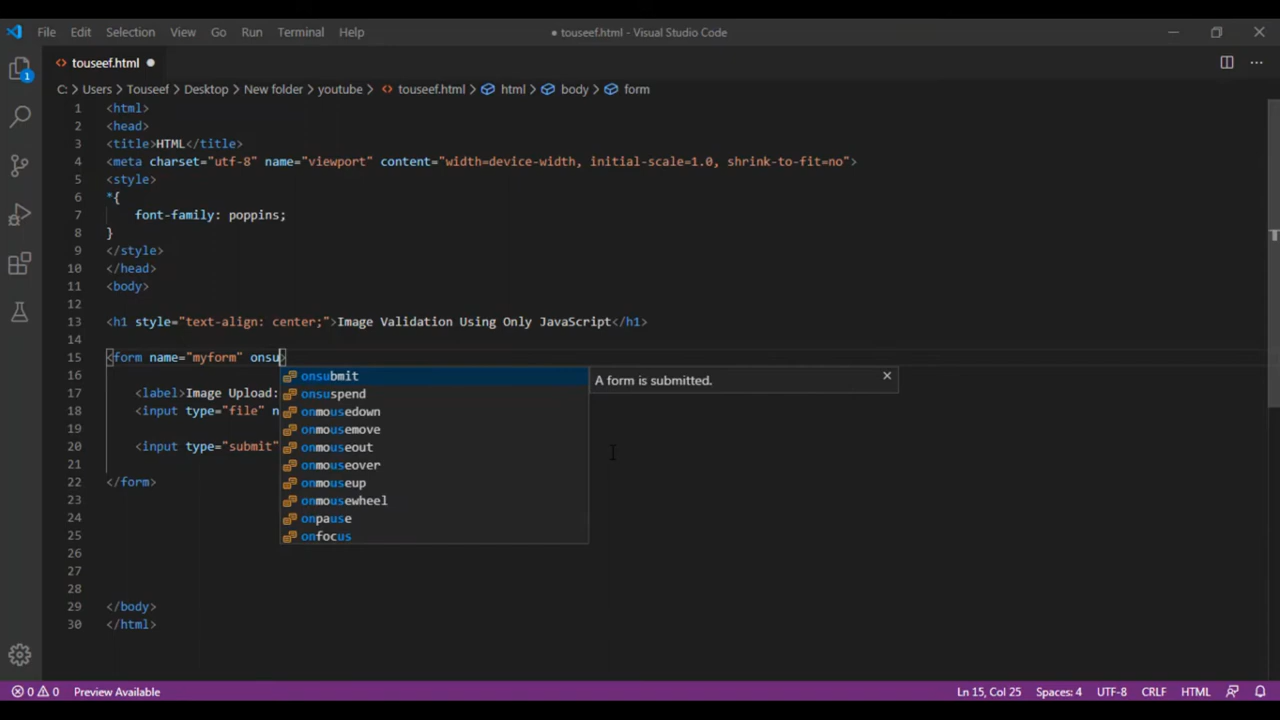 File Edit Selection View Go Run Terminal Help
● touseef.html - Visual Studio Code
touseef.html ●
C: > Users > Touseef > Desktop > New folder > youtube > touseef.html > html > body > form
1 <html>
2 <head>
3 <title>HTML</title>
4 <meta charset="utf-8" name="viewport" content="width=device-width, initial-scale=1.0, shrink-to-fit=no">
5 <style>
6 *{
7 font-family: poppins;
8 }
9 </style>
10 </head>
11 <body>
12
13 <h1 style="text-align: center;">Image Validation Using Only JavaScript</h1>
14
15 <form name="myform" onsu>
16 onsubmit A form is submitted.
17 <label>Image Upload: onsuspend
18 <input type="file" n onmousedown
19 onmousemove
20 <input type="submit" onmouseout
21 onmouseover
22 </form> onmouseup
23 onmousewheel
24 onpause
25 onfocus
26
27
28
29 </body>
30 </html>
1
0 0 Preview Available
Ln 15, Col 25 Spaces: 4 UTF-8 CRLF HTML